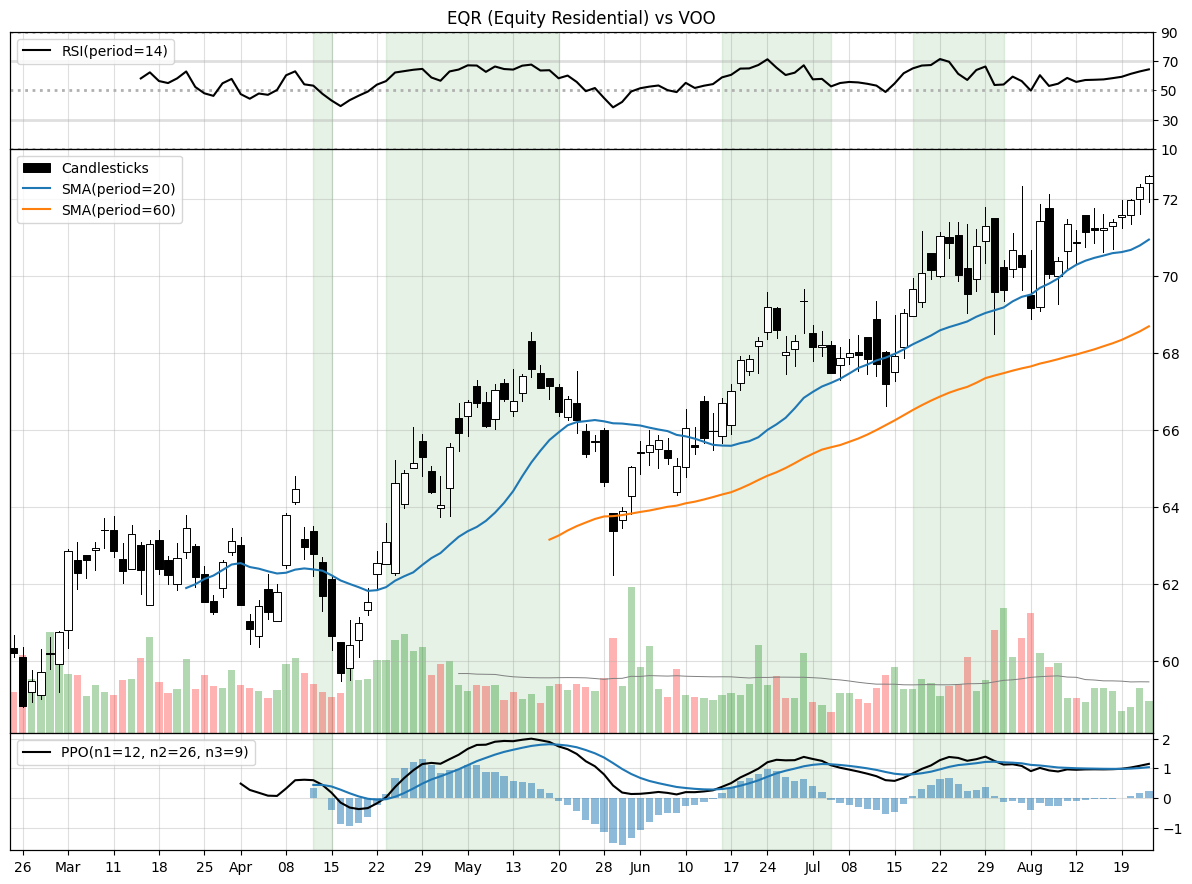 EQR (Equity Residential) vs VOO
RSI(period=14)
90
70
50
30
10
Candlesticks
SMA(period=20)
SMA(period=60)
72
70
68
66
64
62
60
PPO(n1=12, n2=26, n3=9)
2
1
0
−1
26 Mar 11 18 25 Apr 08 15 22 29 May 13 20 28 Jun 10 17 24 Jul 08 15 22 29 Aug 12 19